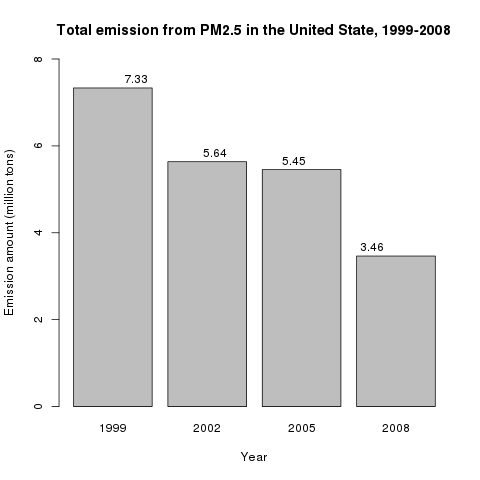 Total emission from PM2.5 in the United State, 1999-2008
Emission amount (million tons)
8
6
4
2
0
7.33
5.64
5.45
3.46
1999 2002 2005 2008
Year